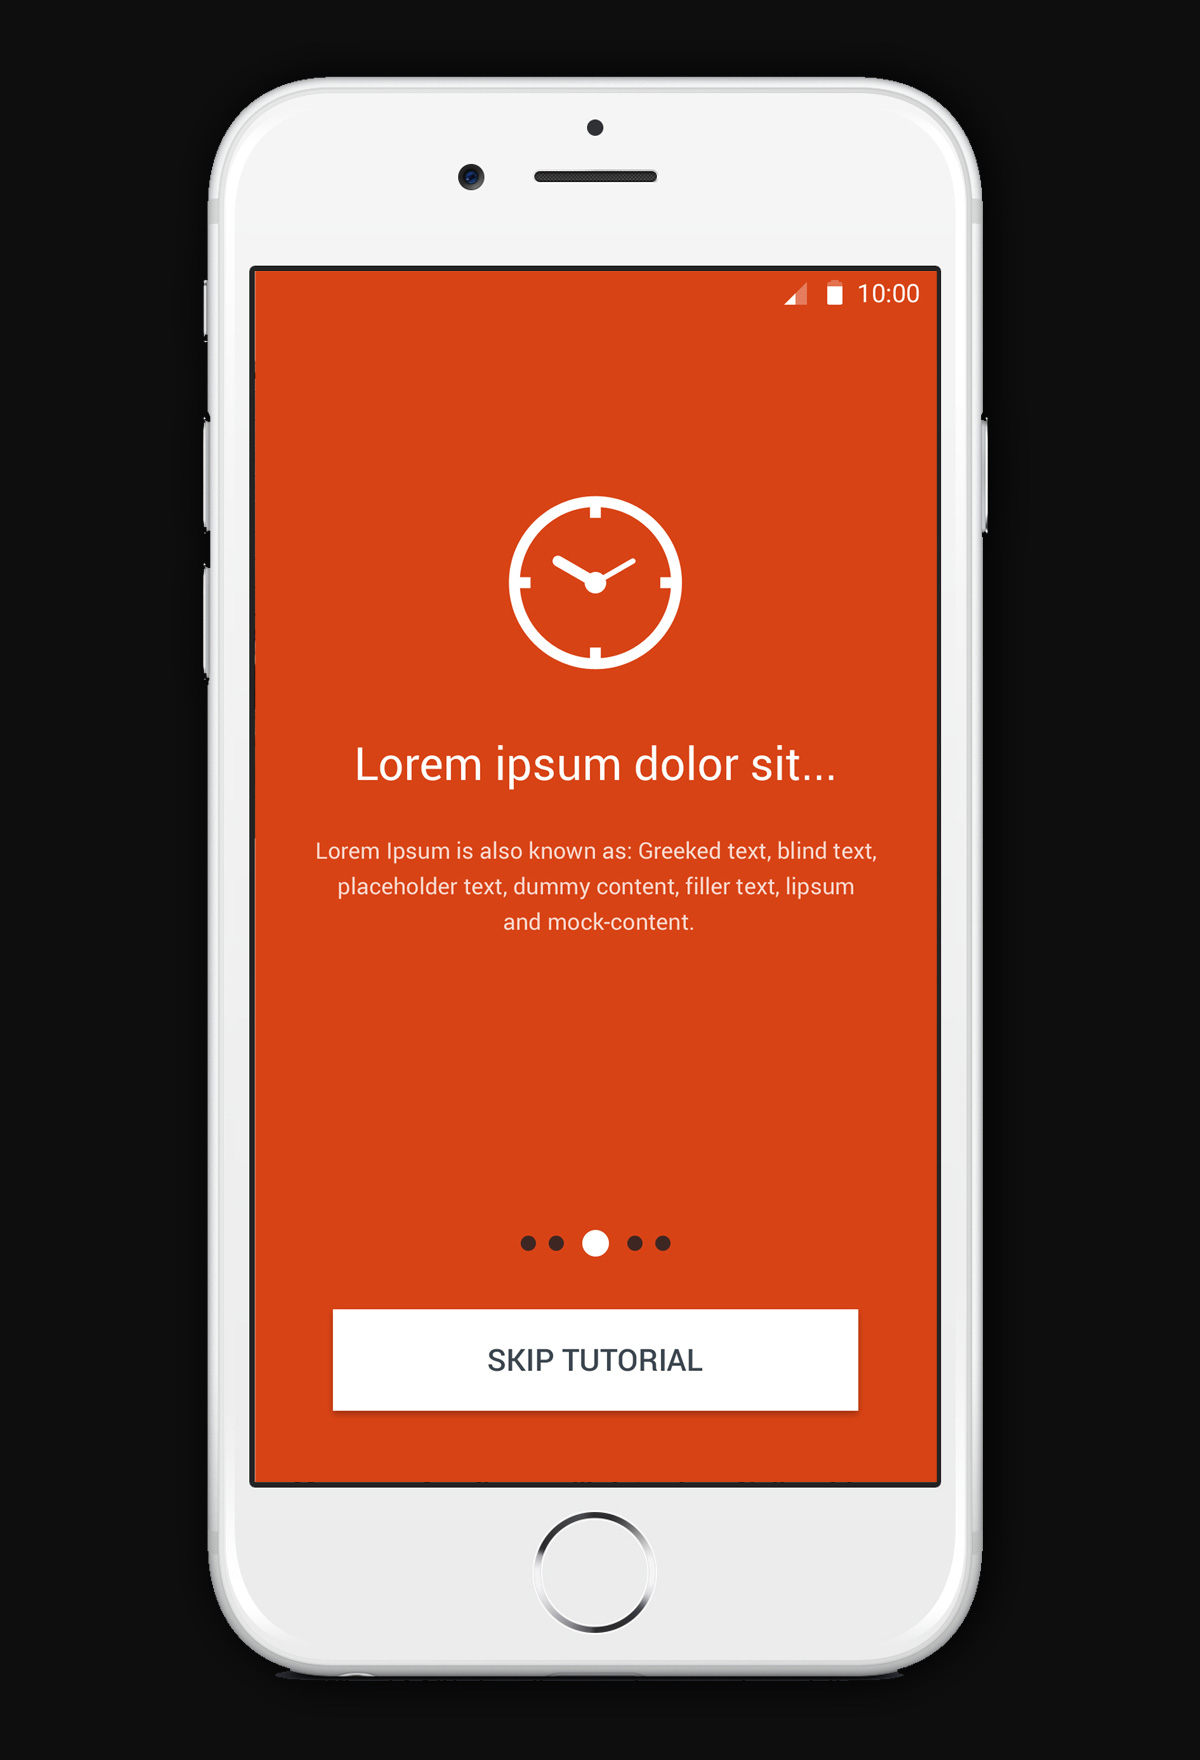 10:00
Lorem ipsum dolor sit...
Lorem Ipsum is also known as: Greeked text, blind text,
placeholder text, dummy content, filler text, lipsum
and mock-content.
SKIP TUTORIAL